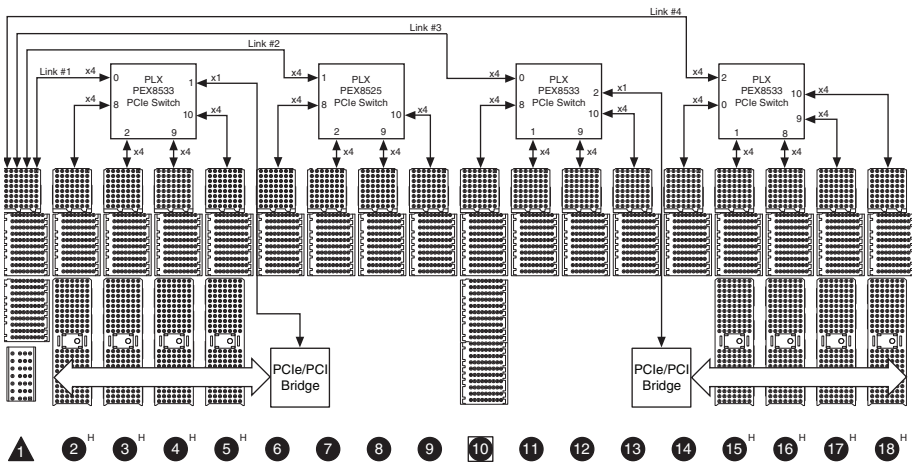 Link #4
Link #3
Link #2
Link #1 x4 0 PLX PEX8533 PCIe Switch 1 x1
x4 8 10 x4
2 9
x4 x4
x4 1 PLX PEX8525 PCIe Switch
x4 8 10 x4
2 9
x4 x4
x4 0 PLX PEX8533 PCIe Switch 2 x1
x4 8 10 x4
1 9
x4 x4
x4 2 PLX PEX8533 PCIe Switch 10 x4
x4 0 9 x4
1 8
x4 x4
PCIe/PCI
Bridge
PCIe/PCI
Bridge
1 2 H 3 H 4 H 5 H 6 7 8 9 10 11 12 13 14 15 H 16 H 17 H 18 H